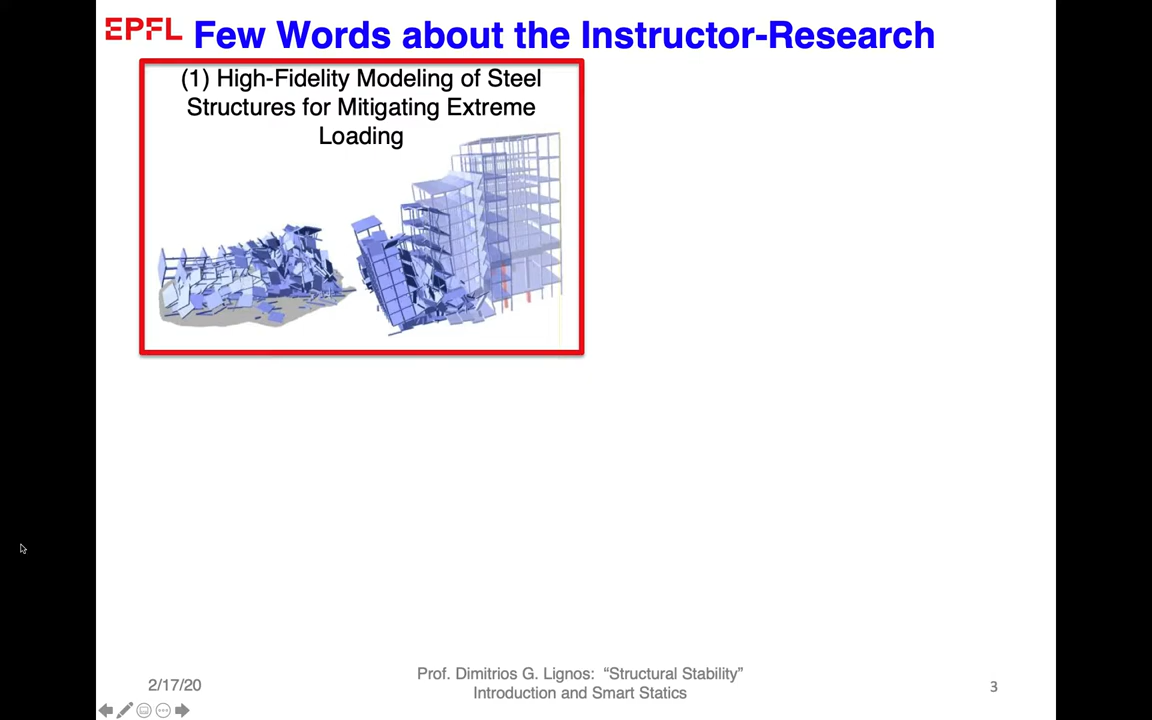 EPFL Few Words about the Instructor-Research
(1) High-Fidelity Modeling of Steel
Structures for Mitigating Extreme
Loading
2/17/20
Prof. Dimitrios G. Lignos: “Structural Stability”
Introduction and Smart Statics
3